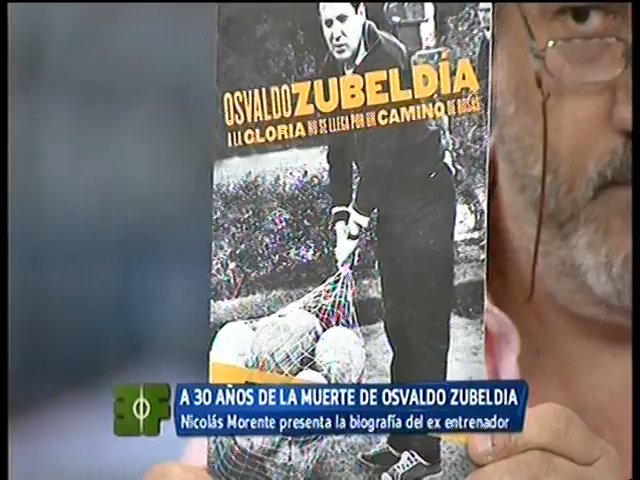 OSVALDO ZUBELDÍA
A LA GLORIA NO SE LLEGA POR UN CAMINO DE ROSAS
A 30 AÑOS DE LA MUERTE DE OSVALDO ZUBELDIA
Nicolás Morente presenta la biografía del ex entrenador